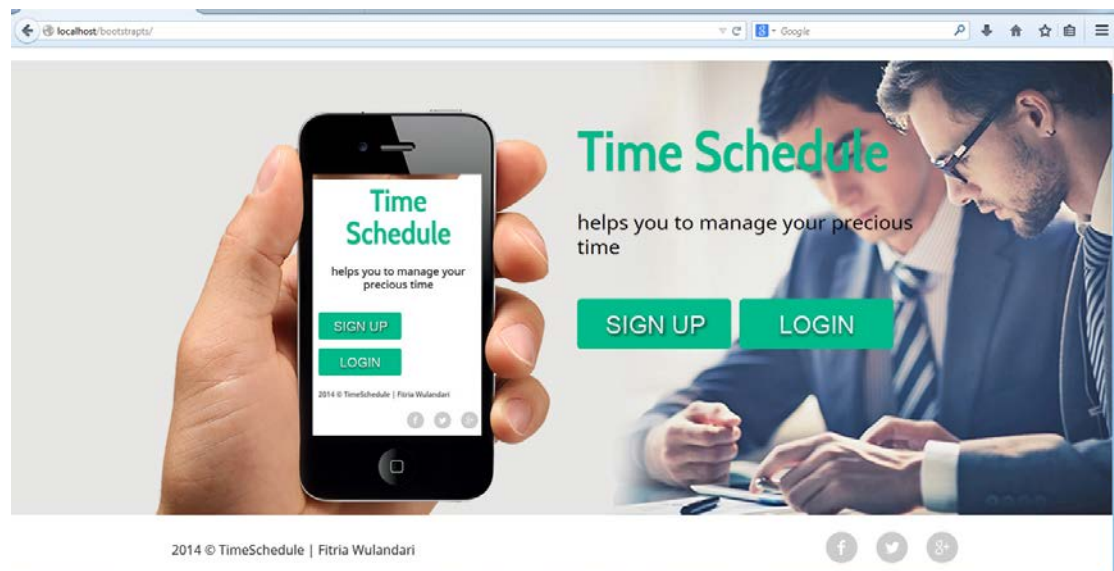 localhost/bootstrapts/
8 - Google
Time Schedule
helps you to manage your precious
time
SIGN UP LOGIN
Time
Schedule
helps you to manage your
precious time
SIGN UP
LOGIN
2014 © TimeSchedule | Fitria Wulandari
f g+
2014 © TimeSchedule | Fitria Wulandari
f g+